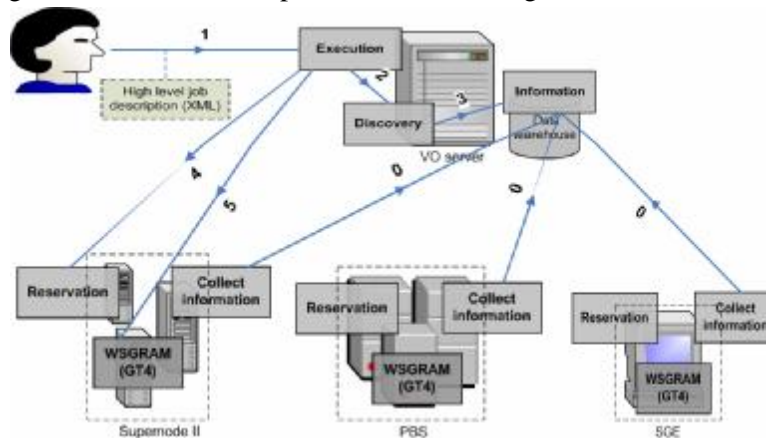 1
Execution
High level job
description (XML)
2
3
Information
Discovery
Data
warehouse
VO server
4
5
0
0
0
Reservation
Collect
information
WSGRAM
(GT4)
Supernode II
Reservation
Collect
information
WSGRAM
(GT4)
PBS
Reservation
Collect
information
WSGRAM
(GT4)
SGE